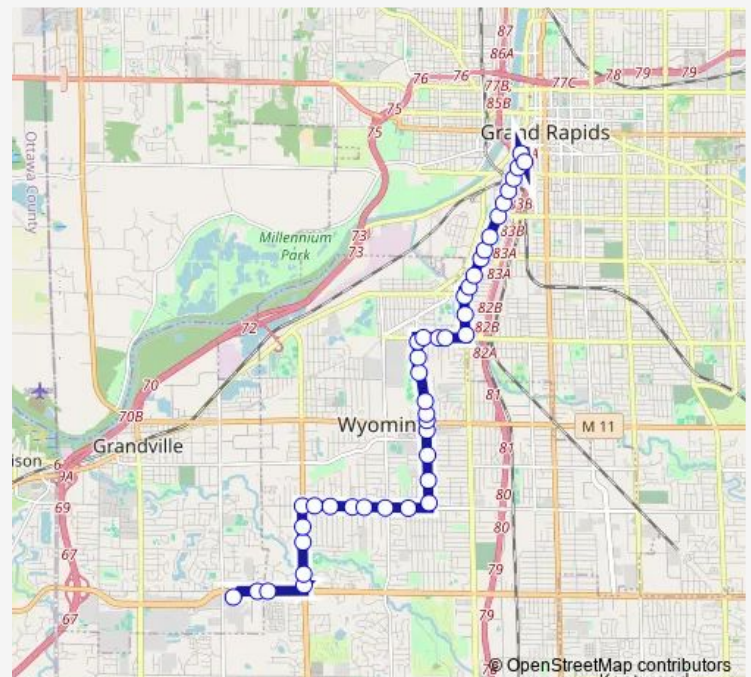 87
86A
76
76
77C
78
79
79
77B
75
85B
75
Grand Rapids
Ottawa County
83B
Millennium
Park
73
73
83B
83A
83A
72
82B
82B
82A
70
81
70B
Wyomin
M 11
Grandville
81
9A
69
80
80
67
79
67
© OpenStreetMap contributors